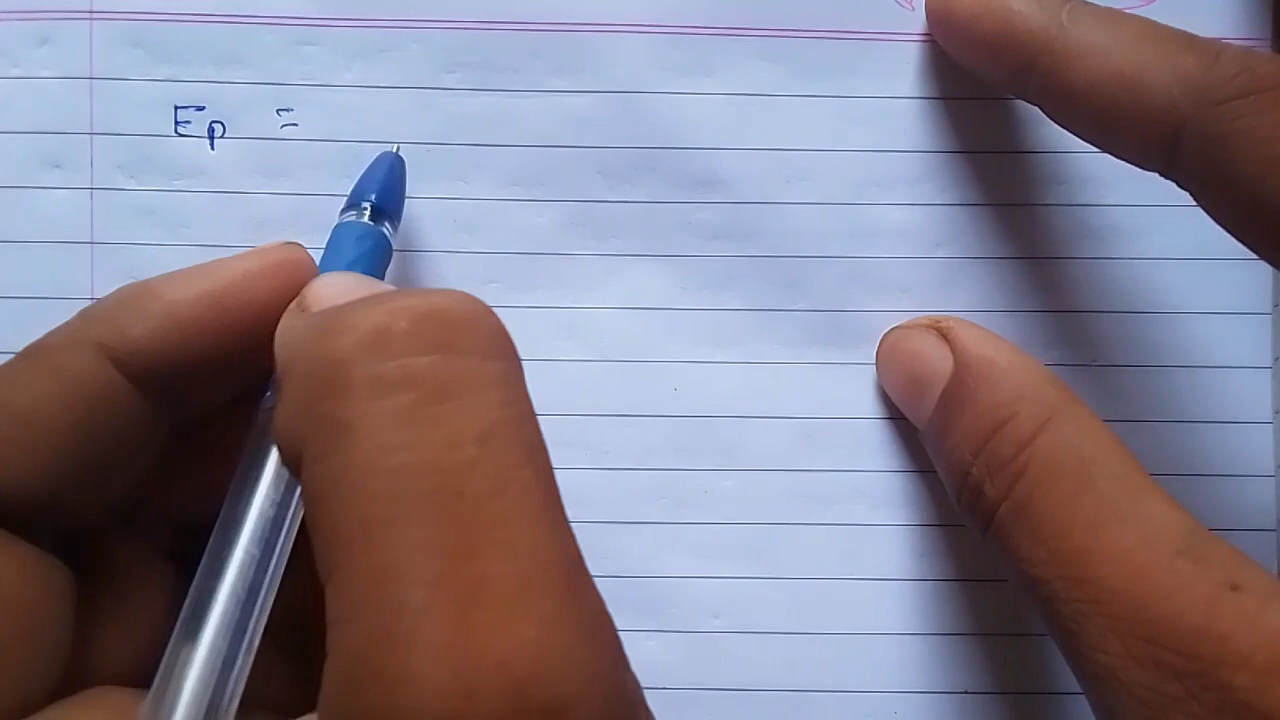 Ep =